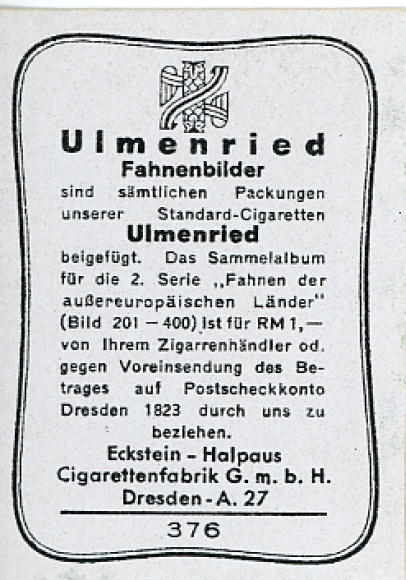 Ulmenried
Fahnenbilder
sind sämtlichen Packungen
unserer Standard-Cigaretten
Ulmenried
beigefügt. Das Sammelalbum
für die 2. Serie „Fahnen der
außereuropäischen Länder"
(Bild 201 – 400) ist für RM 1,—
von Ihrem Zigarrenhändler od.
gegen Voreinsendung des Be-
trages auf Postscheckkonto
Dresden 1823 durch uns zu
beziehen.
Eckstein - Halpaus
Cigarettenfabrik G. m. b. H.
Dresden - A. 27
376